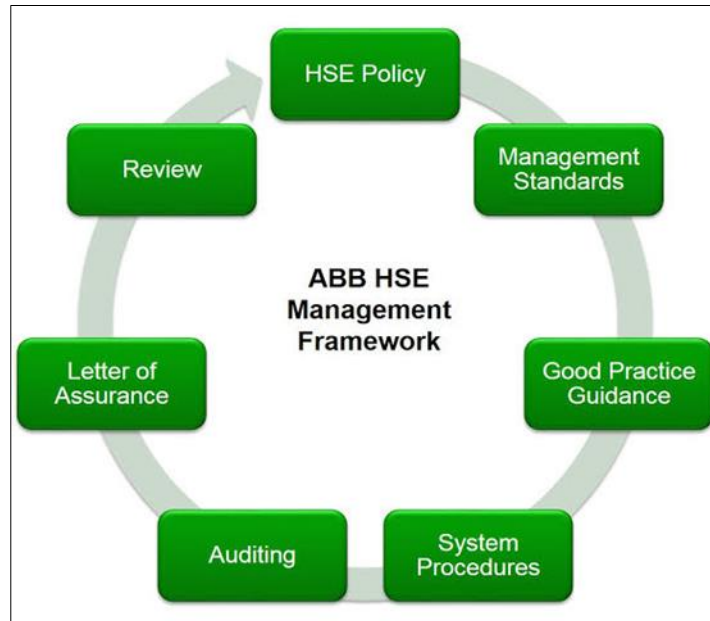 HSE Policy
Management
Standards
Good Practice
Guidance
System
Procedures
Auditing
Letter of
Assurance
Review
ABB HSE
Management
Framework